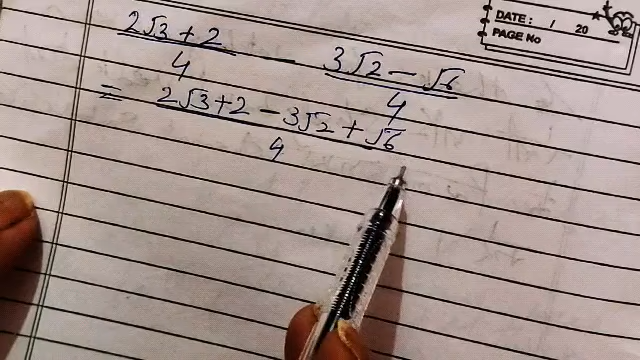 DATE: / 20
PAGE No
(2√3 + 2)/4 — (3√2 − √6)/4
= (2√3 + 2 − 3√2 + √6)/4